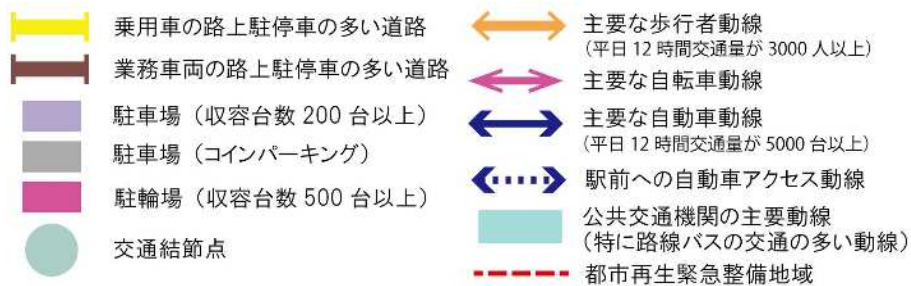 乗用車の路上駐停車の多い道路
業務車両の路上駐停車の多い道路
駐車場（収容台数 200 台以上）
駐車場（コインパーキング）
駐輪場（収容台数 500 台以上）
交通結節点
主要な歩行者動線
（平日 12 時間交通量が 3000 人以上）
主要な自転車動線
主要な自動車動線
（平日 12 時間交通量が 5000 台以上）
駅前への自動車アクセス動線
公共交通機関の主要動線
（特に路線バスの交通の多い動線）
都市再生緊急整備地域